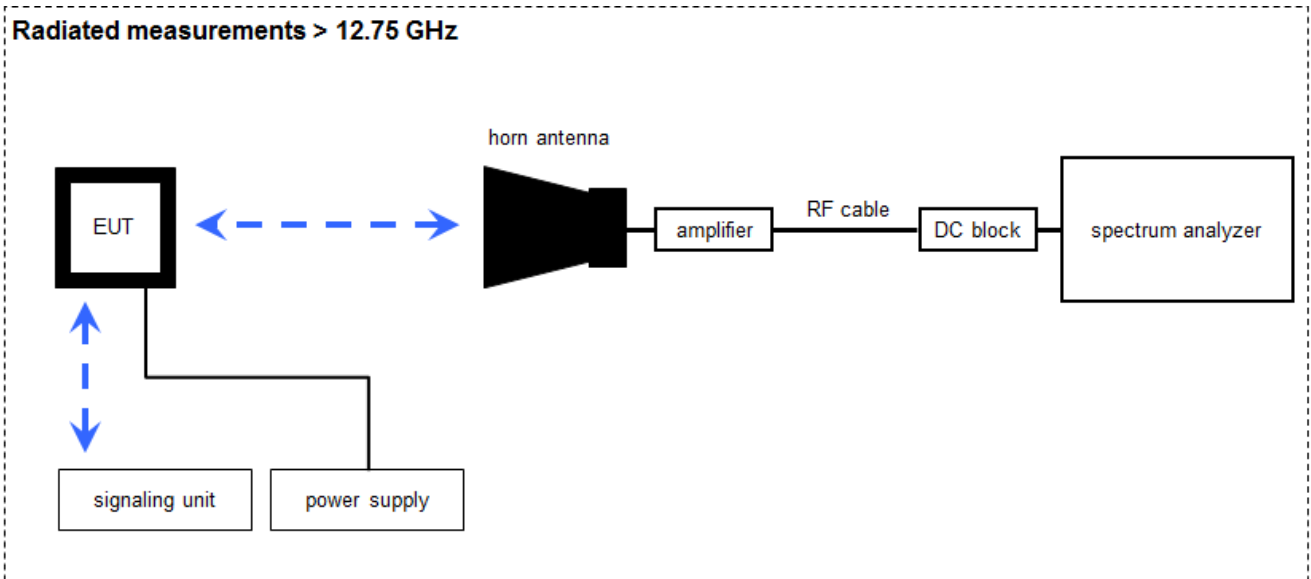 Radiated measurements > 12.75 GHz
horn antenna
EUT
amplifier
RF cable
DC block
spectrum analyzer
signaling unit
power supply